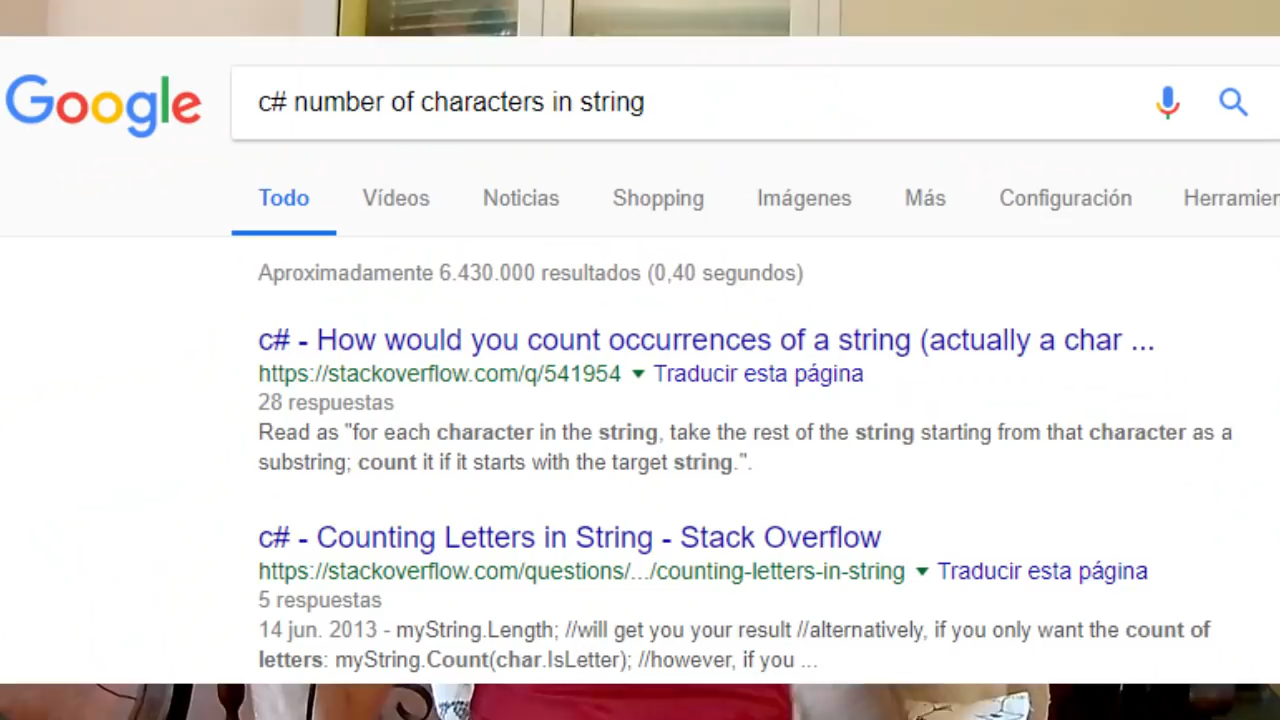 Google
c# number of characters in string
Todo Vídeos Noticias Shopping Imágenes Más Configuración Herramien
Aproximadamente 6.430.000 resultados (0,40 segundos)
c# - How would you count occurrences of a string (actually a char ...
https://stackoverflow.com/q/541954 Traducir esta página
28 respuestas
Read as "for each character in the string, take the rest of the string starting from that character as a
substring; count it if it starts with the target string.".
c# - Counting Letters in String - Stack Overflow
https://stackoverflow.com/questions/.../counting-letters-in-string Traducir esta página
5 respuestas
14 jun. 2013 - myString.Length; //will get you your result //alternatively, if you only want the count of
letters: myString.Count(char.IsLetter); //however, if you ...